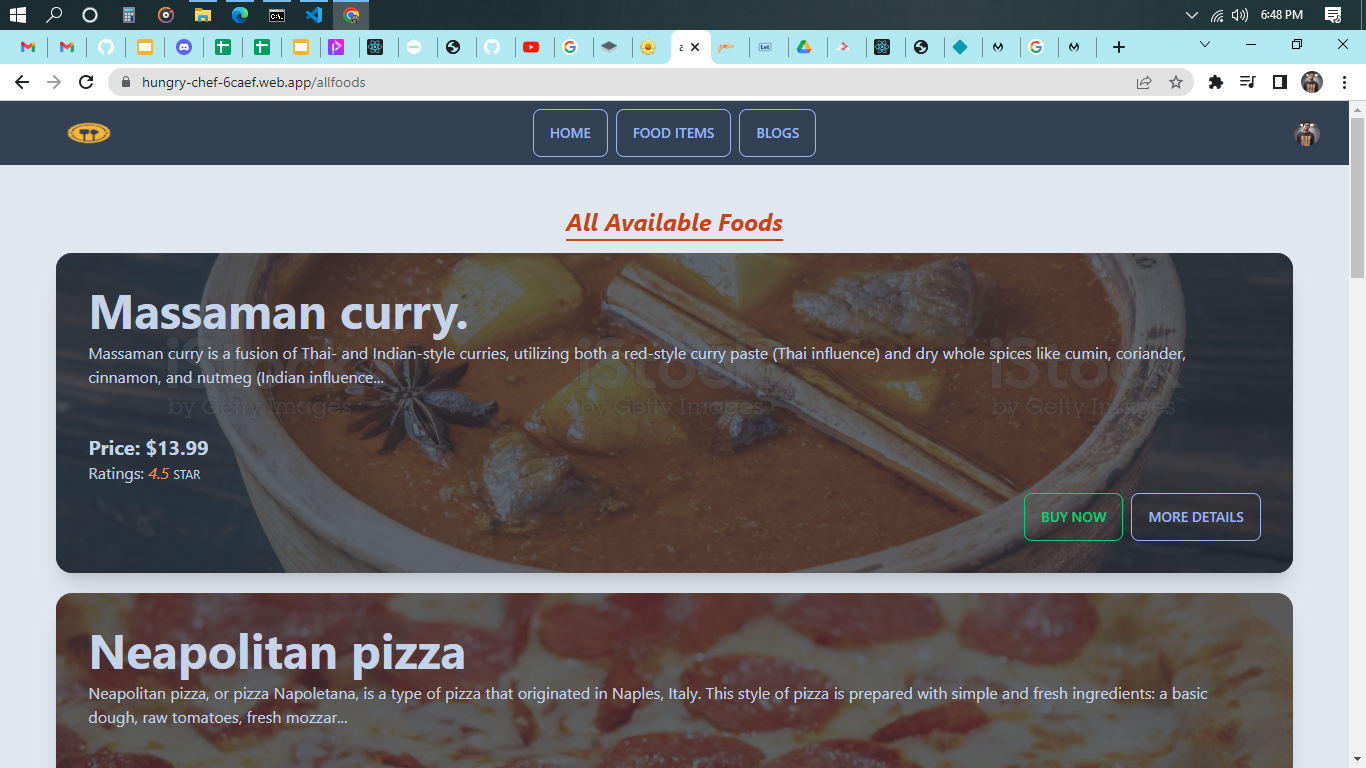 6:48 PM
a
Lvt
hungry-chef-6caef.web.app/allfoods
HOME
FOOD ITEMS
BLOGS
All Available Foods
Massaman curry.
Massaman curry is a fusion of Thai- and Indian-style curries, utilizing both a red-style curry paste (Thai influence) and dry whole spices like cumin, coriander,
cinnamon, and nutmeg (Indian influence...
iStock iStock iStock
by Getty Images™ by Getty Images™ by Getty Images™
Price: $13.99
Ratings: 4.5 STAR
BUY NOW
MORE DETAILS
Neapolitan pizza
Neapolitan pizza, or pizza Napoletana, is a type of pizza that originated in Naples, Italy. This style of pizza is prepared with simple and fresh ingredients: a basic
dough, raw tomatoes, fresh mozzar...